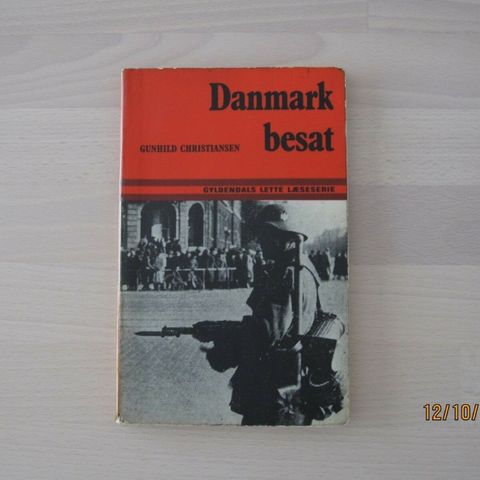 Danmark
besat
GUNHILD CHRISTIANSEN
GYLDENDALS LETTE LÆSESERIE
12/10/